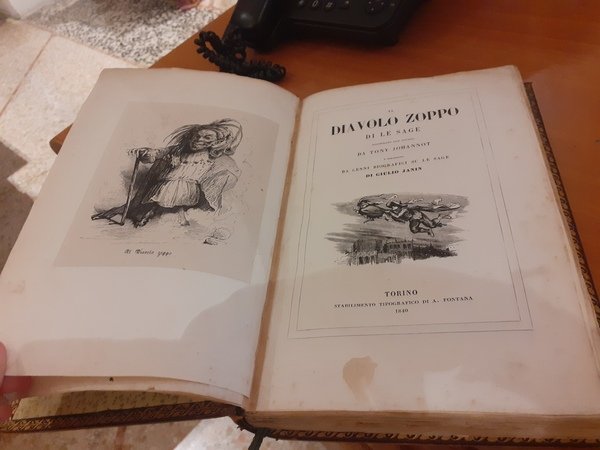 Il Diavolo zoppo
IL
DIAVOLO ZOPPO
DI LE SAGE
DA TONY JOHANNOT
DA CENNI BIOGRAFICI SU LE SAGE
DI GIULIO JANIN
TORINO
STABILIMENTO TIPOGRAFICO DI A. FONTANA
1840